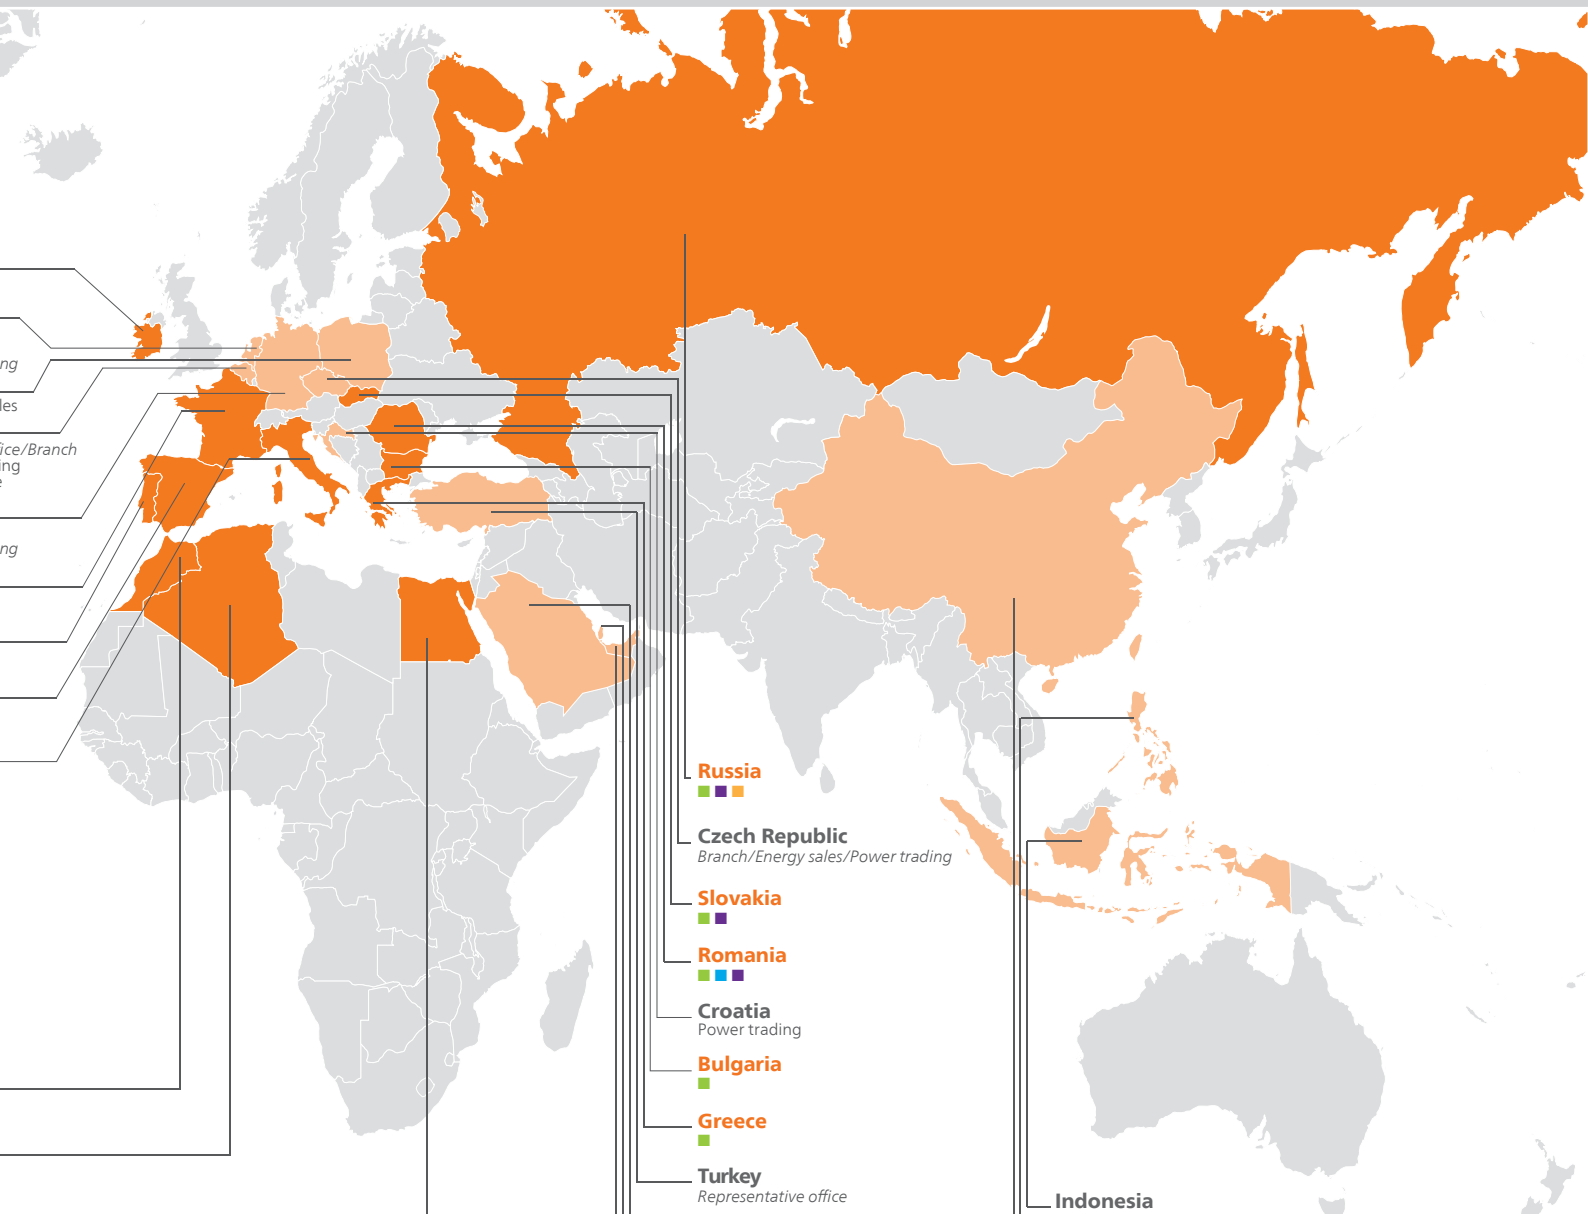 ng
les
fice/Branch
ing
e
ng
Russia
Czech Republic
Branch/Energy sales/Power trading
Slovakia
Romania
Croatia
Power trading
Bulgaria
Greece
Turkey
Representative office
Indonesia